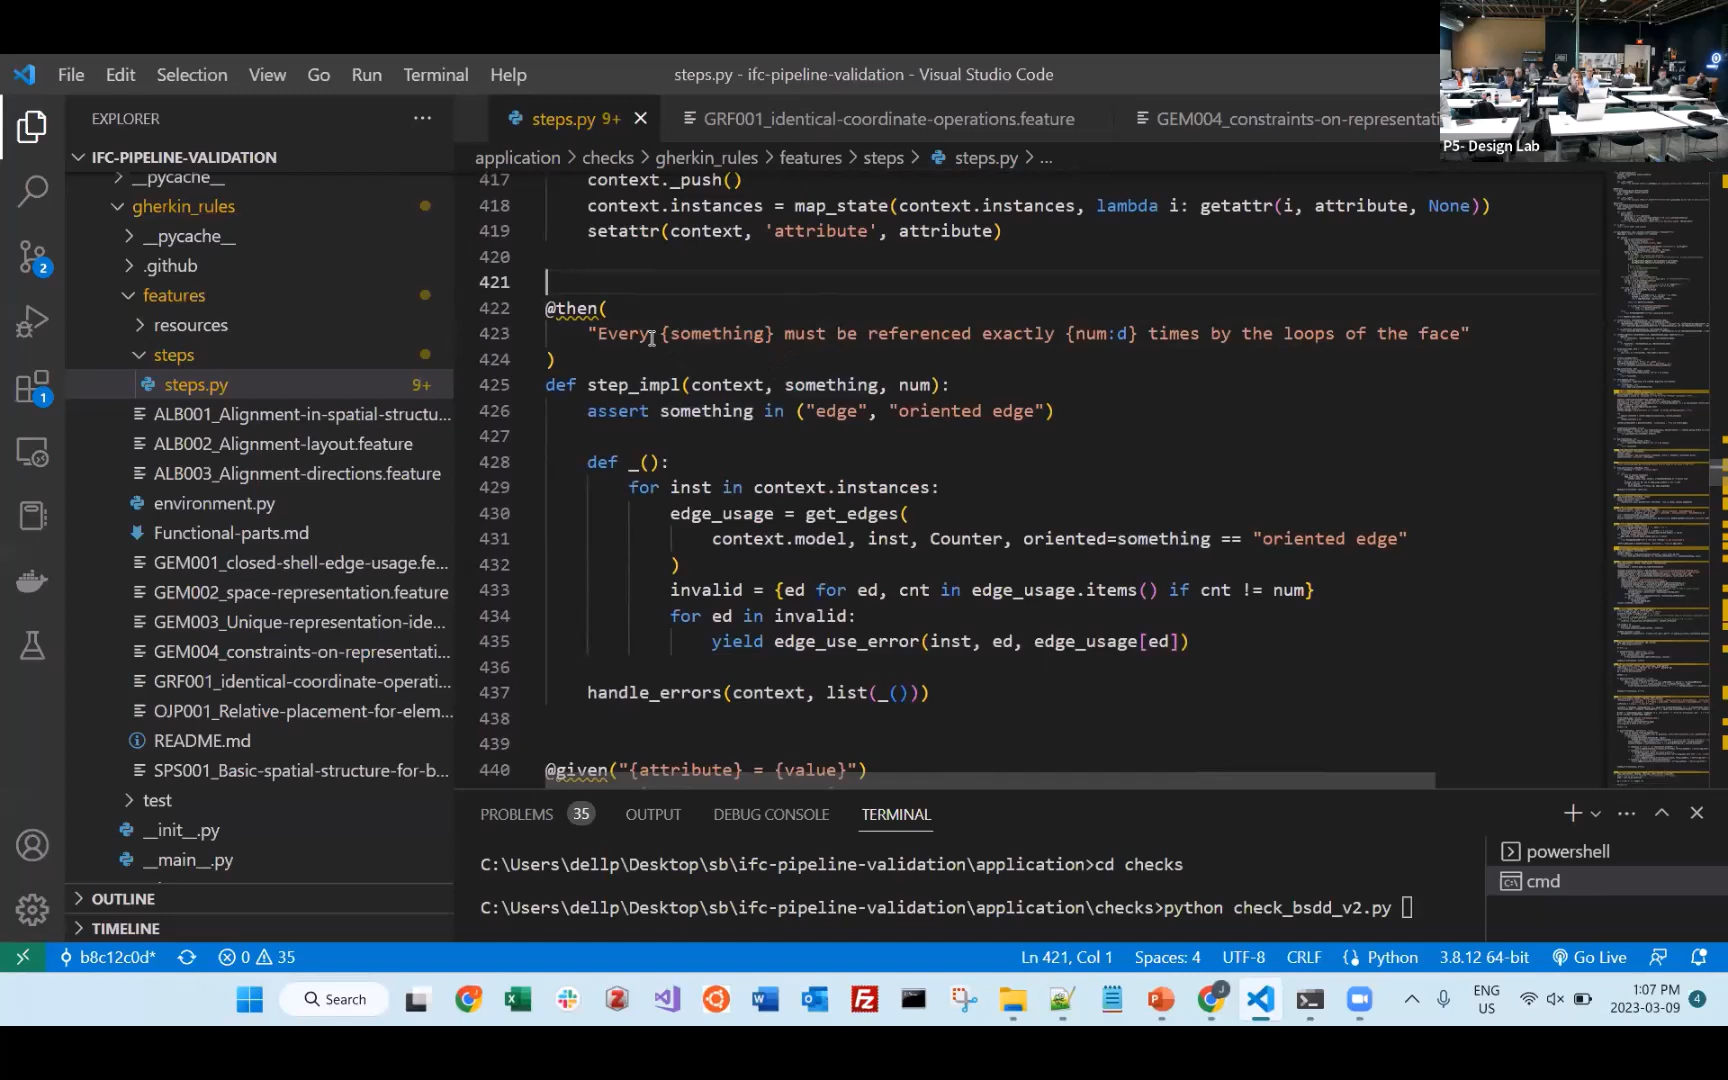 File Edit Selection View Go Run Terminal Help
steps.py - ifc-pipeline-validation - Visual Studio Code
P5- Design Lab
EXPLORER
steps.py 9+
GRF001_identical-coordinate-operations.feature
GEM004_constraints-on-representati
IFC-PIPELINE-VALIDATION
application > checks > gherkin_rules > features > steps > steps.py > ...
__pycache__
gherkin_rules
__pycache__
.github
features
resources
steps
steps.py 9+
ALB001_Alignment-in-spatial-structu...
ALB002_Alignment-layout.feature
ALB003_Alignment-directions.feature
environment.py
Functional-parts.md
GEM001_closed-shell-edge-usage.fe...
GEM002_space-representation.feature
GEM003_Unique-representation-ide...
GEM004_constraints-on-representati...
GRF001_identical-coordinate-operati...
OJP001_Relative-placement-for-elem...
README.md
SPS001_Basic-spatial-structure-for-b...
test
__init__.py
__main__.py
OUTLINE
TIMELINE
417 context._push()
418 context.instances = map_state(context.instances, lambda i: getattr(i, attribute, None))
419 setattr(context, 'attribute', attribute)
420
421
422 @then(
423 "Every {something} must be referenced exactly {num:d} times by the loops of the face"
424 )
425 def step_impl(context, something, num):
426 assert something in ("edge", "oriented edge")
427
428 def _():
429 for inst in context.instances:
430 edge_usage = get_edges(
431 context.model, inst, Counter, oriented=something == "oriented edge"
432 )
433 invalid = {ed for ed, cnt in edge_usage.items() if cnt != num}
434 for ed in invalid:
435 yield edge_use_error(inst, ed, edge_usage[ed])
436
437 handle_errors(context, list(_()))
438
439
440 @given("{attribute} = {value}")
2
1
PROBLEMS 35 OUTPUT DEBUG CONSOLE TERMINAL
C:\Users\dellp\Desktop\sb\ifc-pipeline-validation\application>cd checks
C:\Users\dellp\Desktop\sb\ifc-pipeline-validation\application\checks>python check_bsdd_v2.py
powershell
cmd
b8c12c0d* 0 35
Ln 421, Col 1 Spaces: 4 UTF-8 CRLF Python 3.8.12 64-bit Go Live
Search
ENG
US
1:07 PM
2023-03-09
4